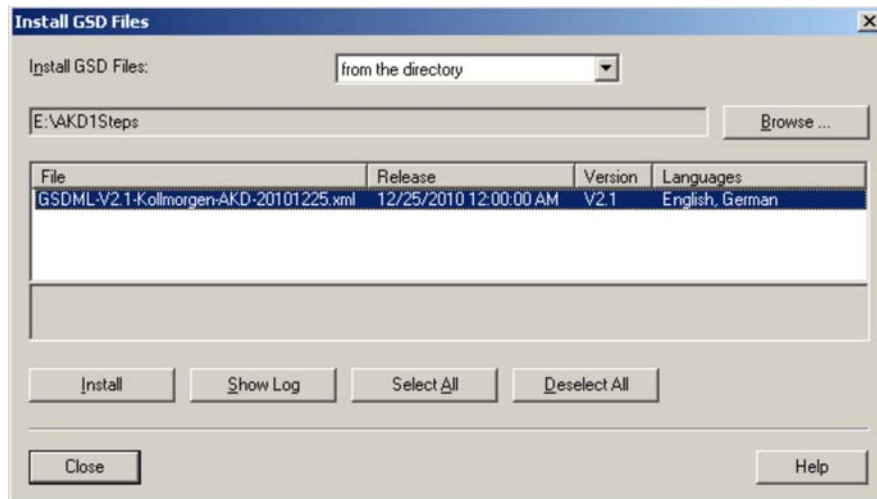 Install GSD Files
Install GSD Files:
from the directory
E:\AKD1Steps
Browse ...
File Release Version Languages
GSDML-V2.1-Kollmorgen-AKD-20101225.xml 12/25/2010 12:00:00 AM V2.1 English, German
Install Show Log Select All Deselect All
Close Help